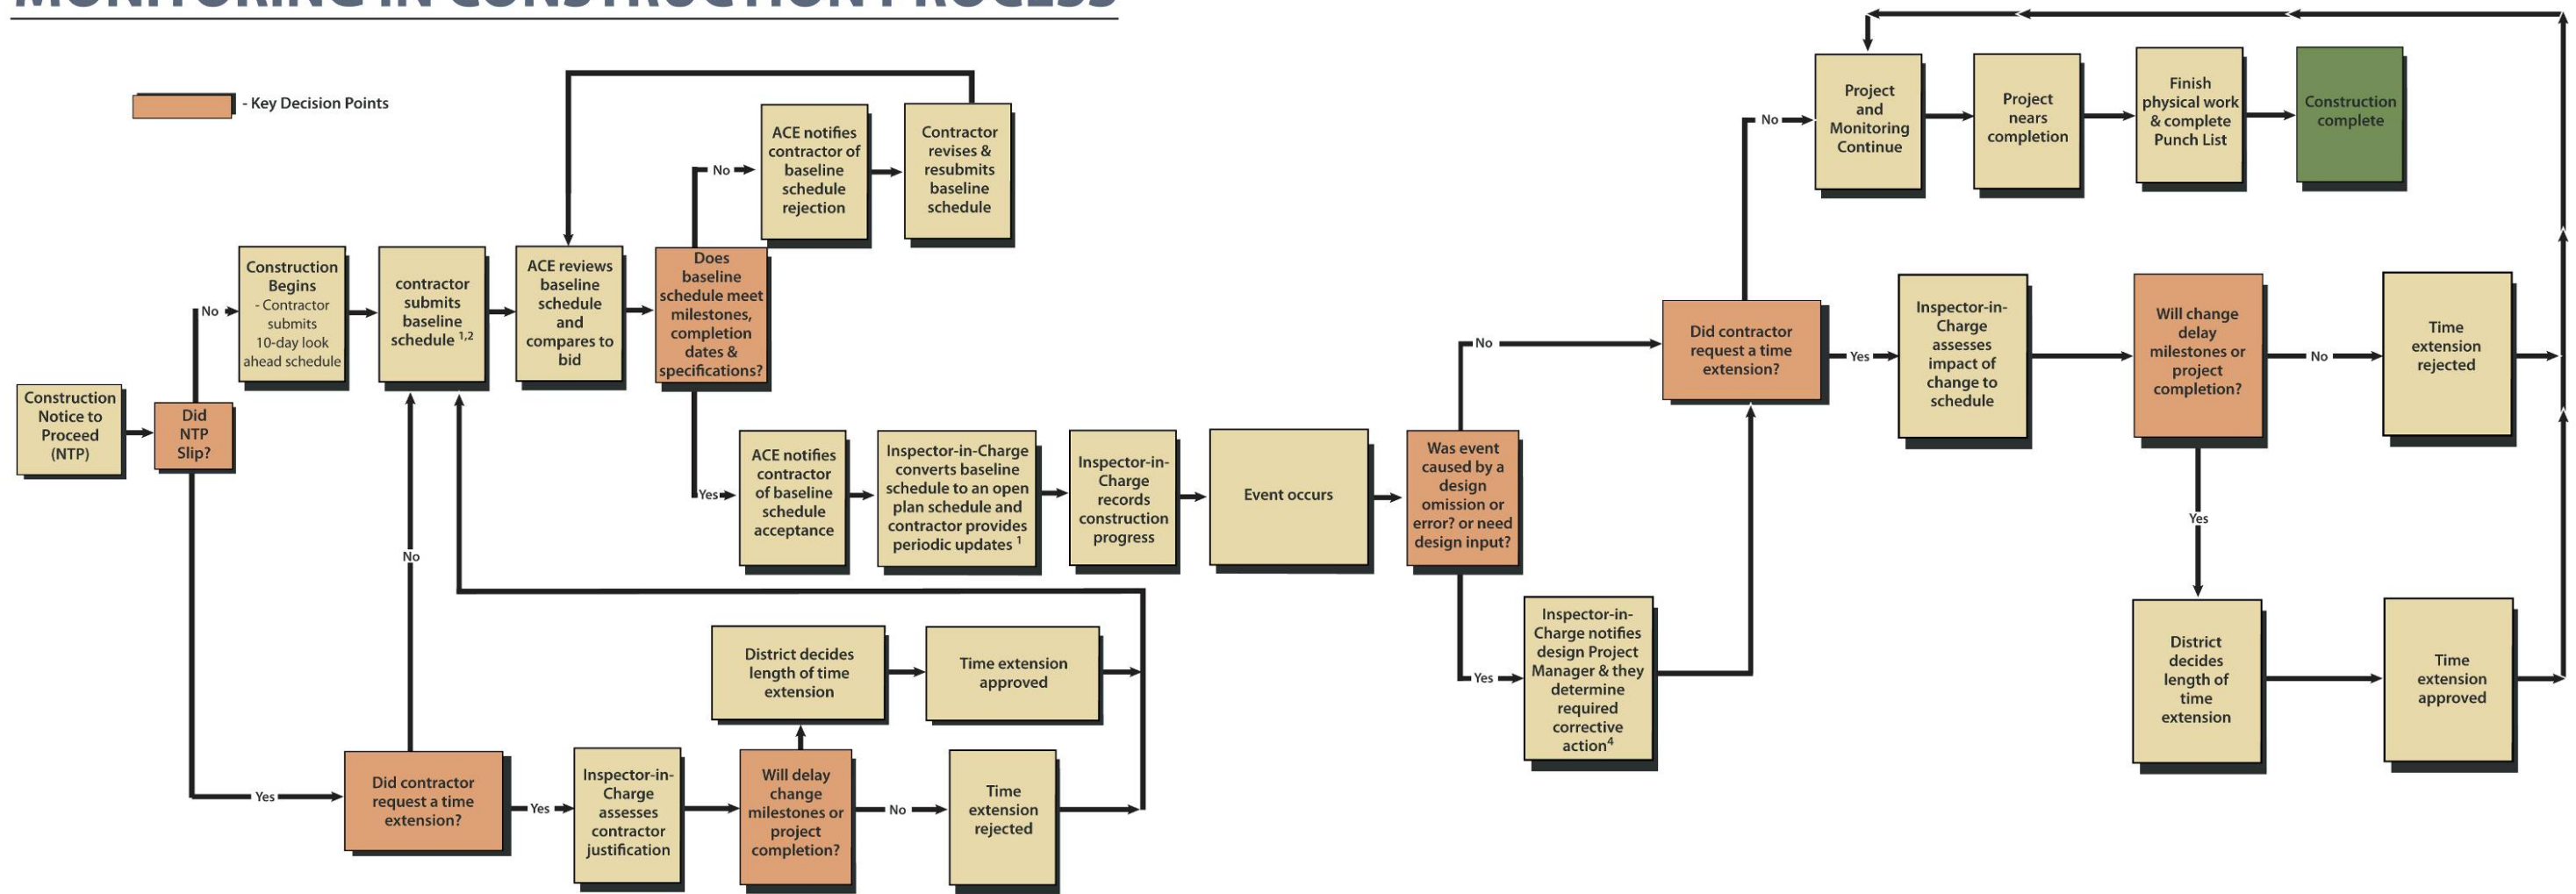 MONITORING IN CONSTRUCTION PROCESS
- Key Decision Points
Construction
Notice to
Proceed
(NTP)
Did
NTP
Slip?
No
Yes
Construction
Begins
- Contractor
submits
10-day look
ahead schedule
contractor
submits
baseline
schedule 1,2
ACE reviews
baseline
schedule
and
compares to
bid
Does
baseline
schedule meet
milestones,
completion
dates &
specifications?
No
ACE notifies
contractor of
baseline
schedule
rejection
Contractor
revises &
resubmits
baseline
schedule
Yes
ACE notifies
contractor
of baseline
schedule
acceptance
Inspector-in-Charge
converts baseline
schedule to an open
plan schedule and
contractor provides
periodic updates 1
Inspector-in-
Charge
records
construction
progress
Event occurs
Was event
caused by a
design
omission or
error? or need
design input?
No
Yes
Inspector-in-
Charge notifies
design Project
Manager & they
determine
required
corrective
action4
Did contractor
request a time
extension?
No
Project
and
Monitoring
Continue
Project
nears
completion
Finish
physical work
& complete
Punch List
Construction
complete
Yes
Inspector-in-
Charge
assesses
impact of
change to
schedule
Will change
delay
milestones or
project
completion?
No
Time
extension
rejected
Yes
District
decides
length of
time
extension
Time
extension
approved
No
Did contractor
request a time
extension?
Yes
Inspector-in-
Charge
assesses
contractor
justification
Will delay
change
milestones or
project
completion?
District decides
length of time
extension
Time extension
approved
No
Time
extension
rejected